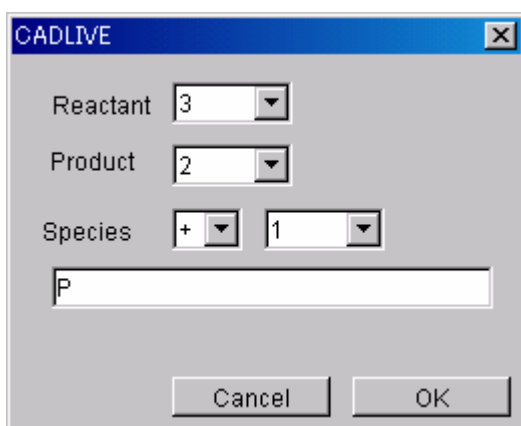 CADLIVE
Reactant 3
Product 2
Species + 1
P
Cancel OK